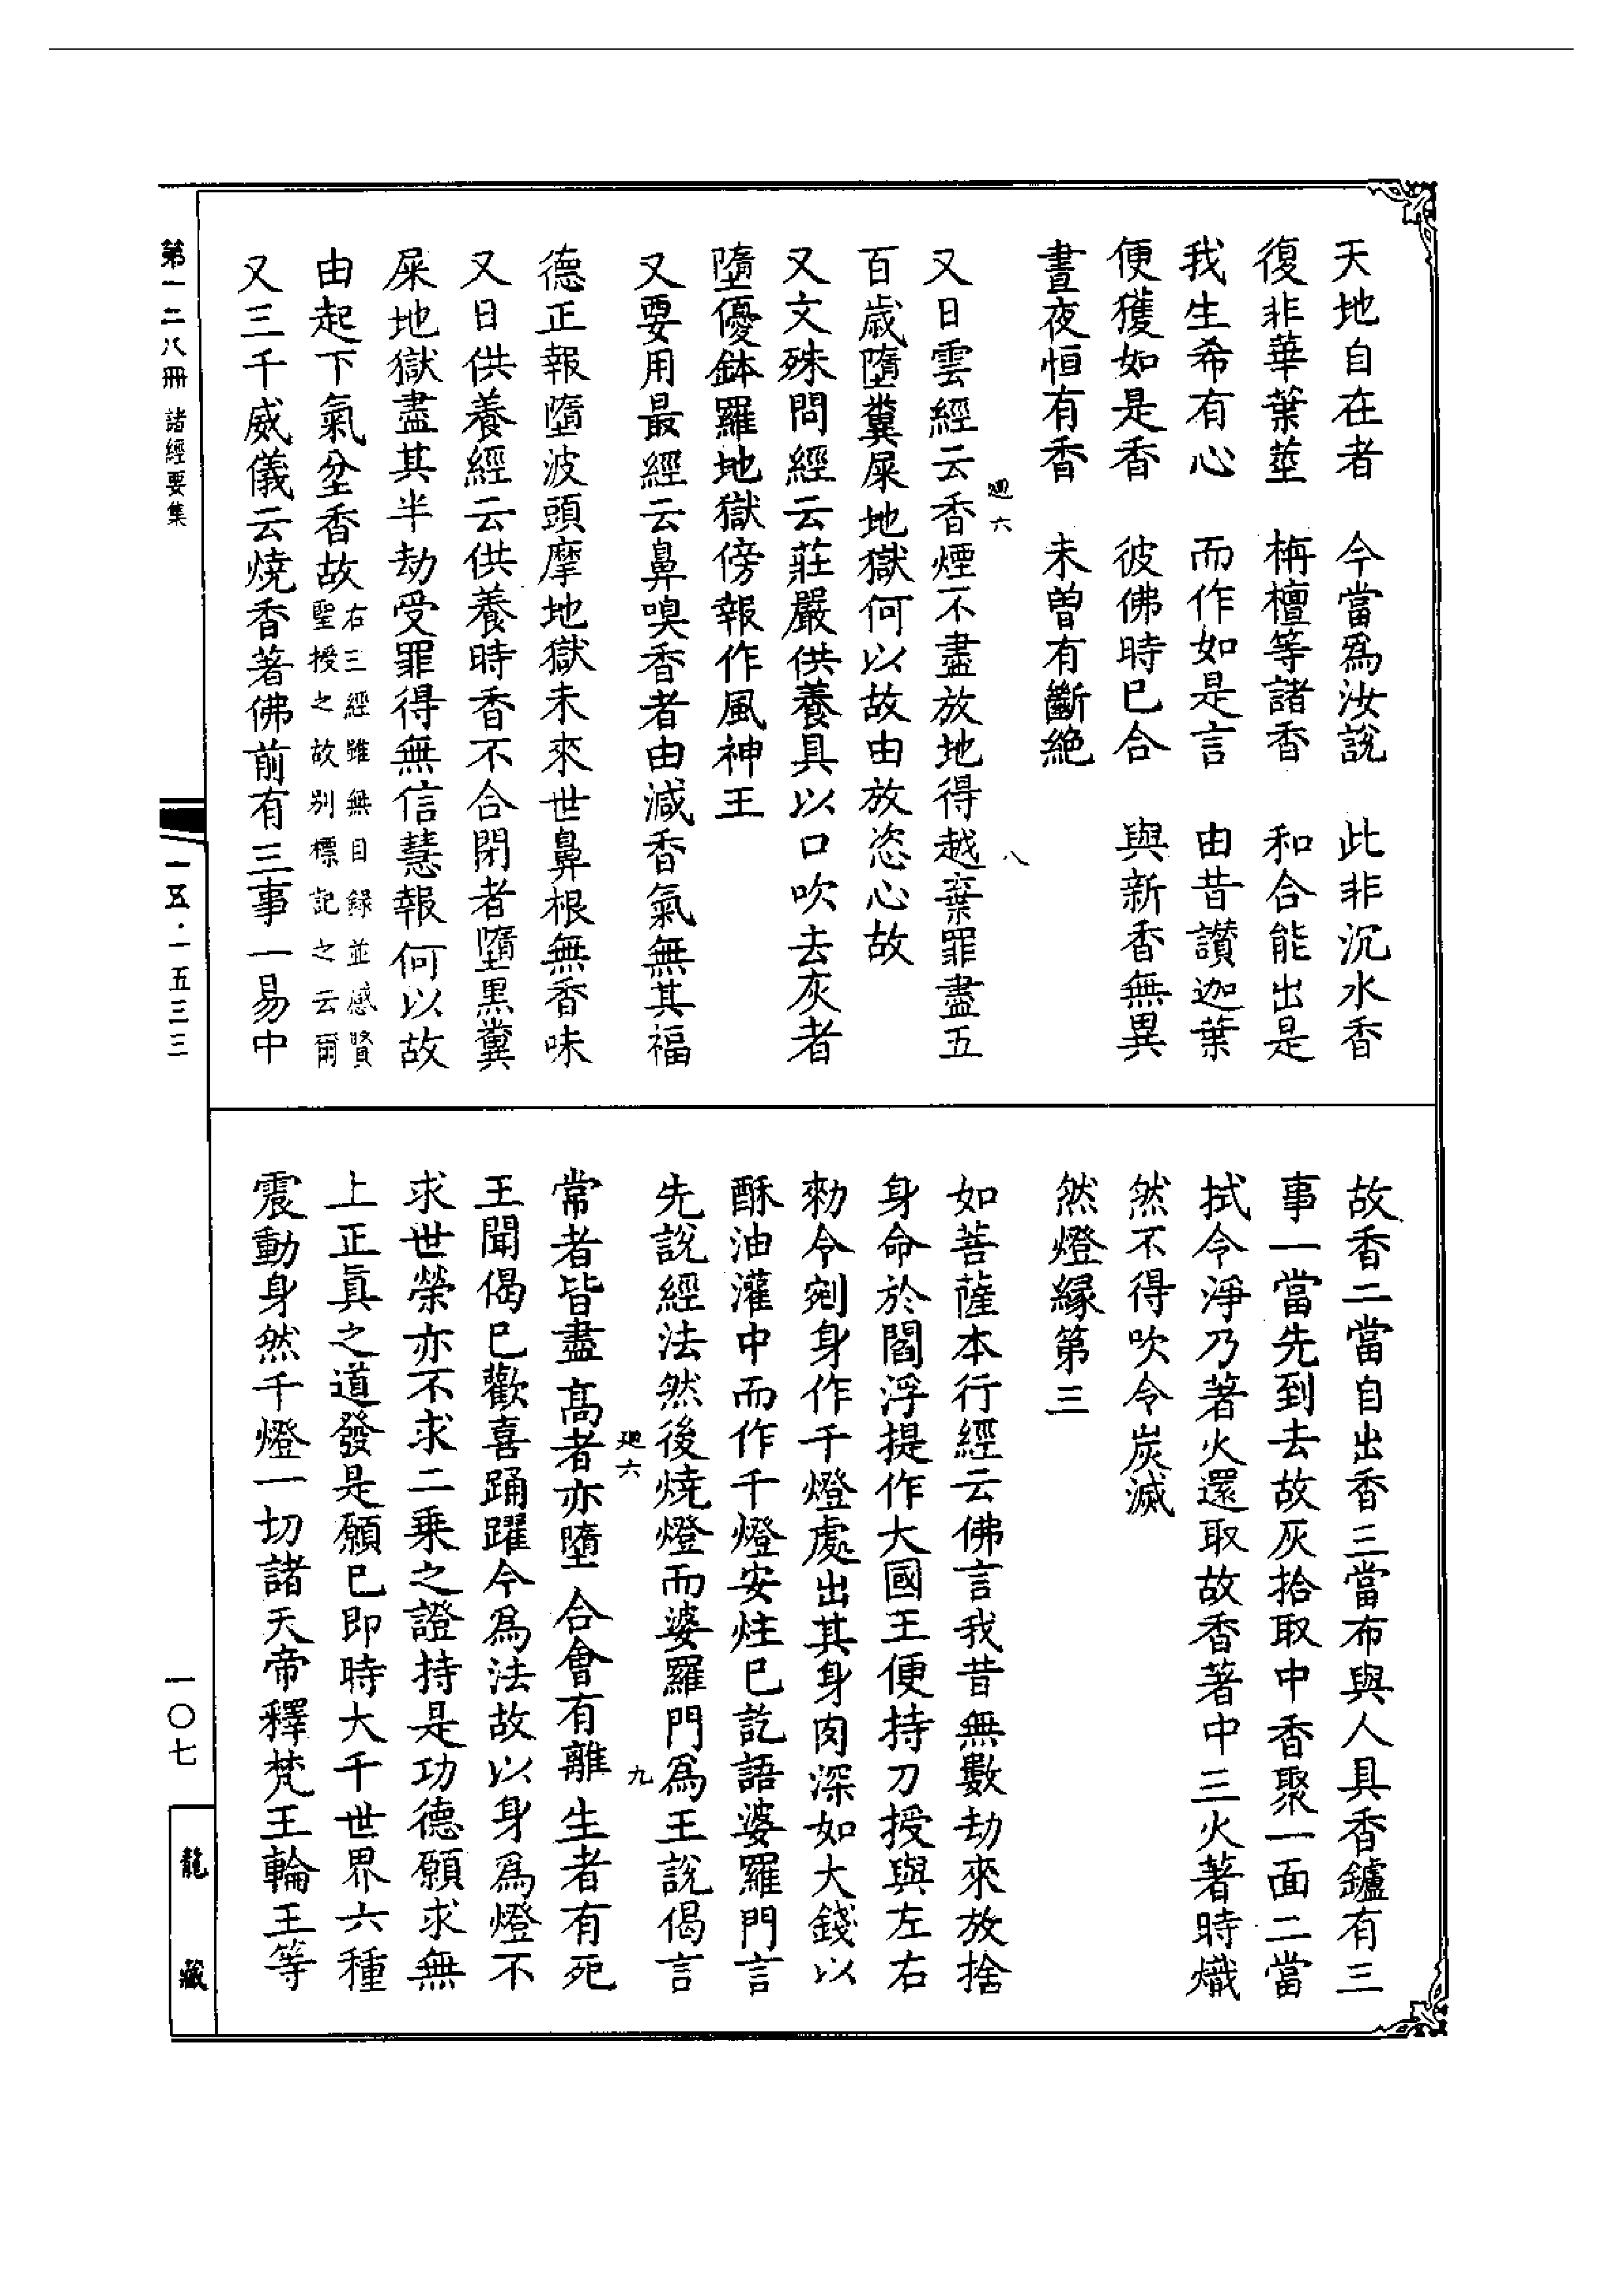 天地自在者　今當爲汝說　此非沉水香
復非華葉莖　栴檀等諸香　和合能出是
我生希有心　而作如是言　由昔讚迦葉
便獲如是香　彼佛時已合　與新香無異
晝夜恒有香　未曾有斷絕
迴六
八
又日雲經云香煙不盡放地得越棄罪盡五
百歲墮糞屎地獄何以故由放恣心故
又文殊問經云莊嚴供養具以口吹去灰者
墮優鉢羅地獄傍報作風神王
又要用最經云鼻嗅香者由減香氣無其福
德正報墮波頭摩地獄未來世鼻根無香味
又日供養經云供養時香不合閉者墮黑糞
屎地獄盡其半劫受罪得無信慧報何以故
由起下氣坌香故右三經雖無目録並感賢
聖授之故別標記之云爾
又三千威儀云燒香著佛前有三事一易中
故香二當自出香三當布與人具香鑪有三
事一當先到去故灰拾取中香聚一面二當
拭令淨乃著火還取故香著中三火著時熾
然不得吹令炭滅
然燈緣第三
如菩薩本行經云佛言我昔無數劫來放捨
身命於閻浮提作大國王便持刀授與左右
勑令剜身作千燈處出其身肉深如大錢以
酥油灌中而作千燈安炷已訖語婆羅門言
先說經法然後燒燈而婆羅門爲王說偈言
迴六
九
常者皆盡　高者亦墮　合會有離　生者有死
王聞偈已歡喜踊躍今爲法故以身爲燈不
求世榮亦不求二乘之證持是功德願求無
上正眞之道發是願已即時大千世界六種
震動身然千燈一切諸天帝釋梵王輪王等
第一二八冊　諸經要集
一五·一五三三
一〇七
龍藏